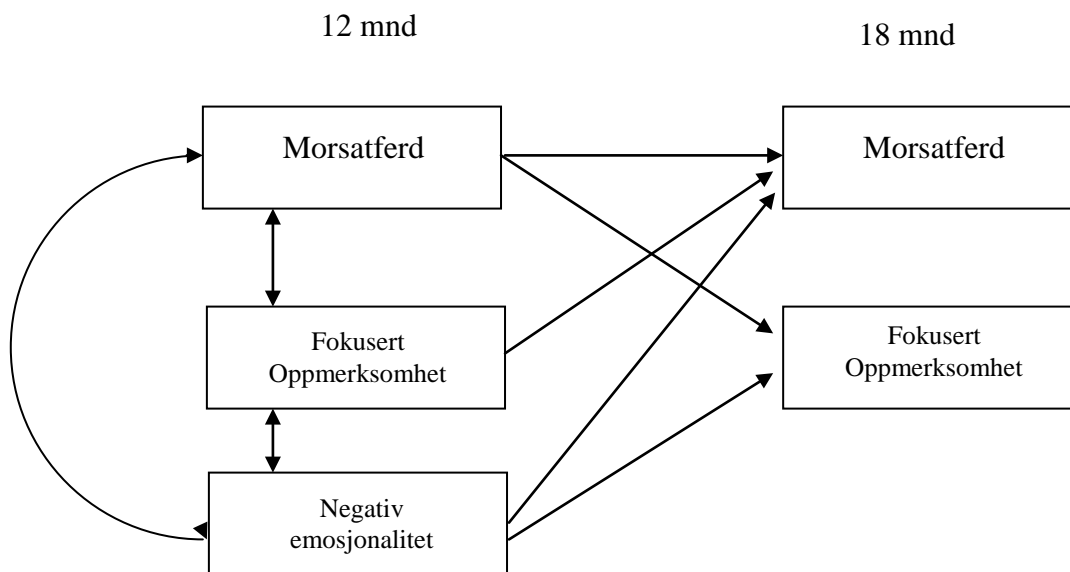 12 mnd
18 mnd
Morsatferd
Morsatferd
Fokusert
Oppmerksomhet
Fokusert
Oppmerksomhet
Negativ
emosjonalitet